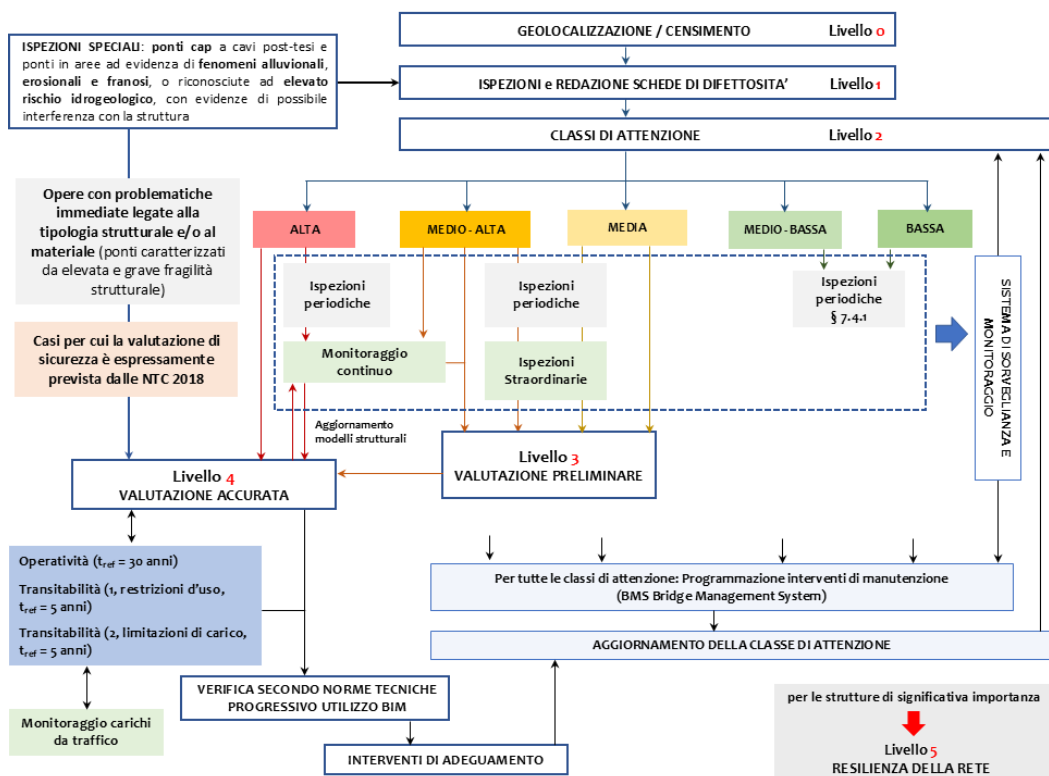 GEOLOCALIZZAZIONE / CENSIMENTO Livello 0
ISPEZIONI SPECIALI: ponti cap a cavi post-tesi e
ponti in aree ad evidenza di fenomeni alluvionali,
erosionali e franosi, o riconosciute ad elevato
rischio idrogeologico, con evidenze di possibile
interferenza con la struttura
ISPEZIONI e REDAZIONE SCHEDE DI DIFETTOSITA' Livello 1
CLASSI DI ATTENZIONE Livello 2
Opere con problematiche
immediate legate alla
tipologia strutturale e/o al
materiale (ponti caratterizzati
da elevata e grave fragilità
strutturale)
Casi per cui la valutazione di
sicurezza è espressamente
prevista dalle NTC 2018
ALTA
MEDIO - ALTA
MEDIA
MEDIO - BASSA
BASSA
Ispezioni
periodiche
Ispezioni
periodiche
Ispezioni
periodiche
§ 7.4.1
Monitoraggio
continuo
Ispezioni
Straordinarie
SISTEMA DI SORVEGLIANZA E
MONITORAGGIO
Aggiornamento
modelli strutturali
Livello 3
VALUTAZIONE PRELIMINARE
Livello 4
VALUTAZIONE ACCURATA
Operatività (tref = 30 anni)
Transitabilità (1, restrizioni d'uso,
tref = 5 anni)
Transitabilità (2, limitazioni di carico,
tref = 5 anni)
Per tutte le classi di attenzione: Programmazione interventi di manutenzione
(BMS Bridge Management System)
AGGIORNAMENTO DELLA CLASSE DI ATTENZIONE
VERIFICA SECONDO NORME TECNICHE
PROGRESSIVO UTILIZZO BIM
Monitoraggio carichi
da traffico
INTERVENTI DI ADEGUAMENTO
per le strutture di significativa importanza
Livello 5
RESILIENZA DELLA RETE